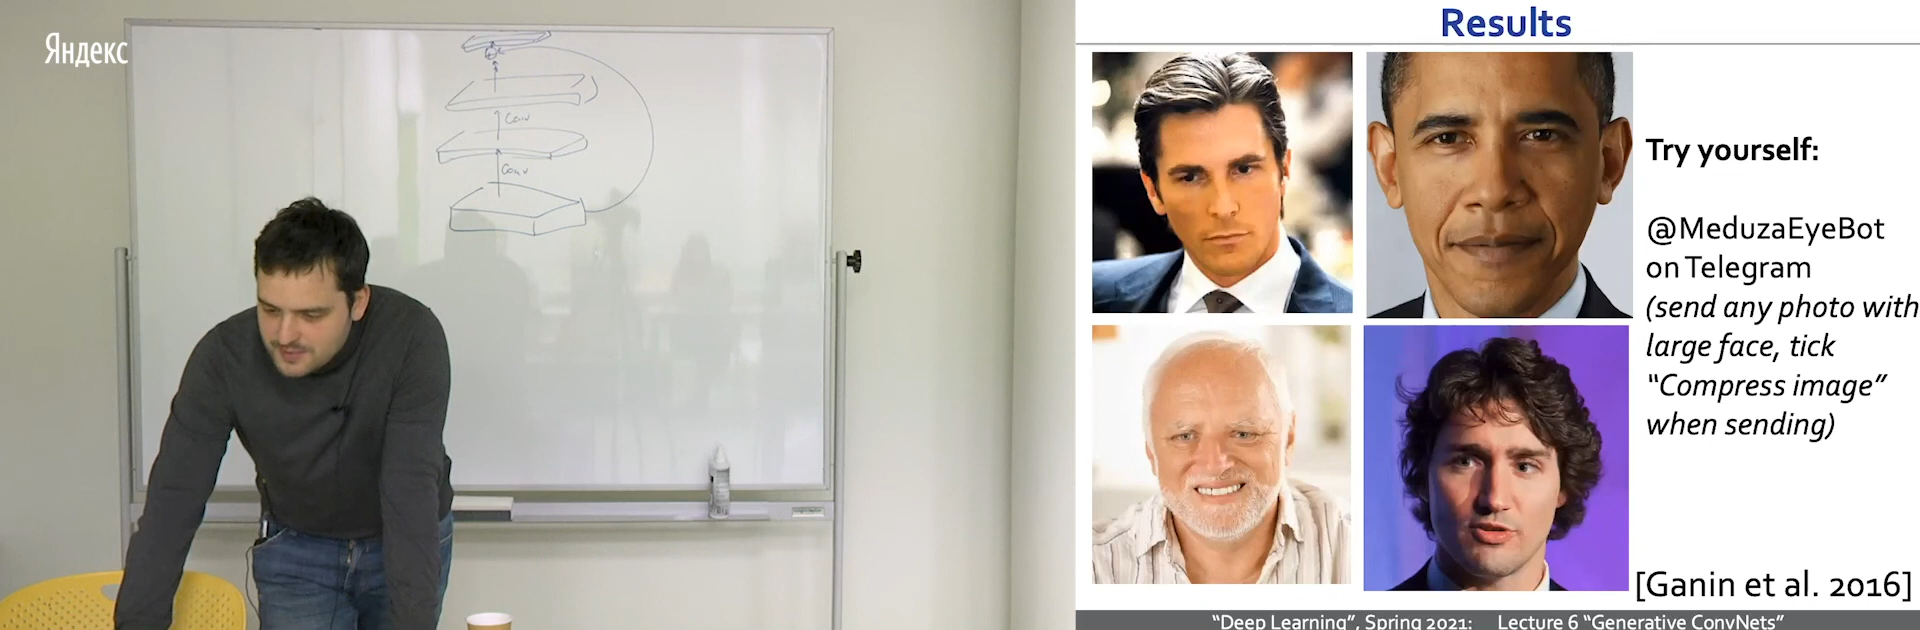 Яндекс
Conv
Conv
Results
Try yourself:
@MeduzaEyeBot
on Telegram
(send any photo with
large face, tick
“Compress image”
when sending)
[Ganin et al. 2016]
“Deep Learning”, Spring 2021: Lecture 6 “Generative ConvNets”